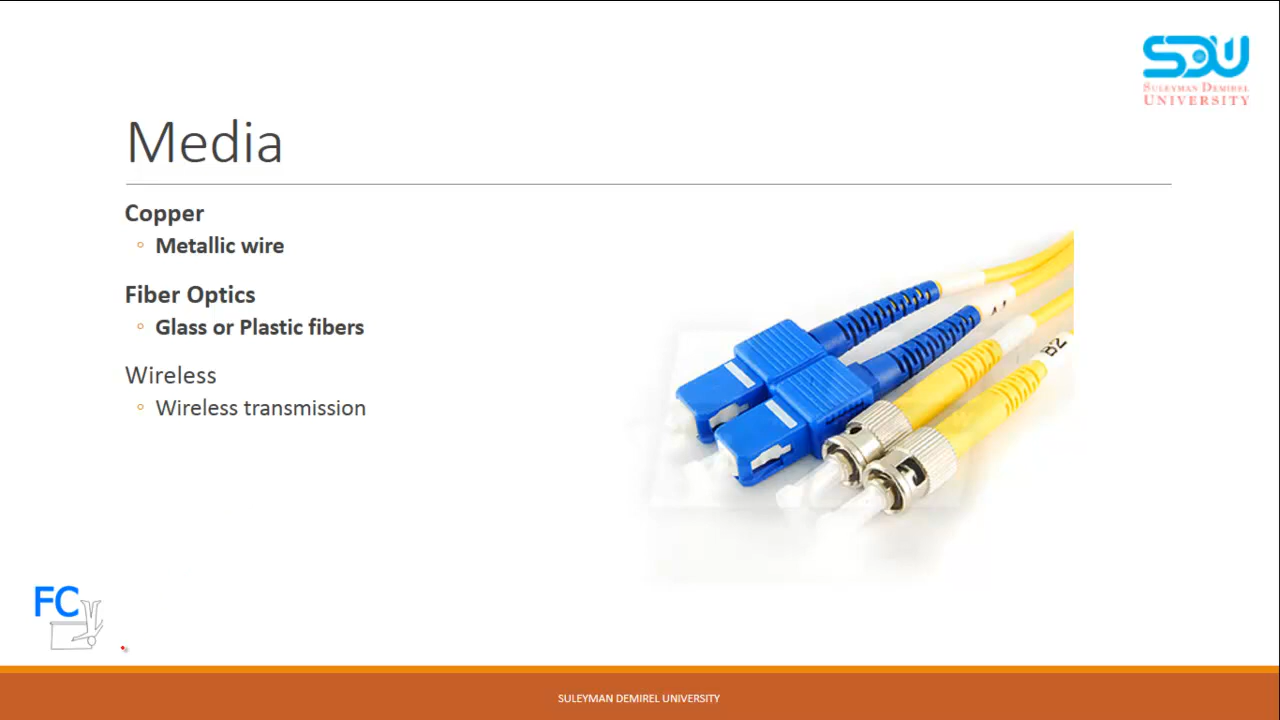 SDU
SULEYMAN DEMIREL
UNIVERSITY
Media
Copper
Metallic wire
Fiber Optics
Glass or Plastic fibers
Wireless
Wireless transmission
B2
FC
SULEYMAN DEMIREL UNIVERSITY